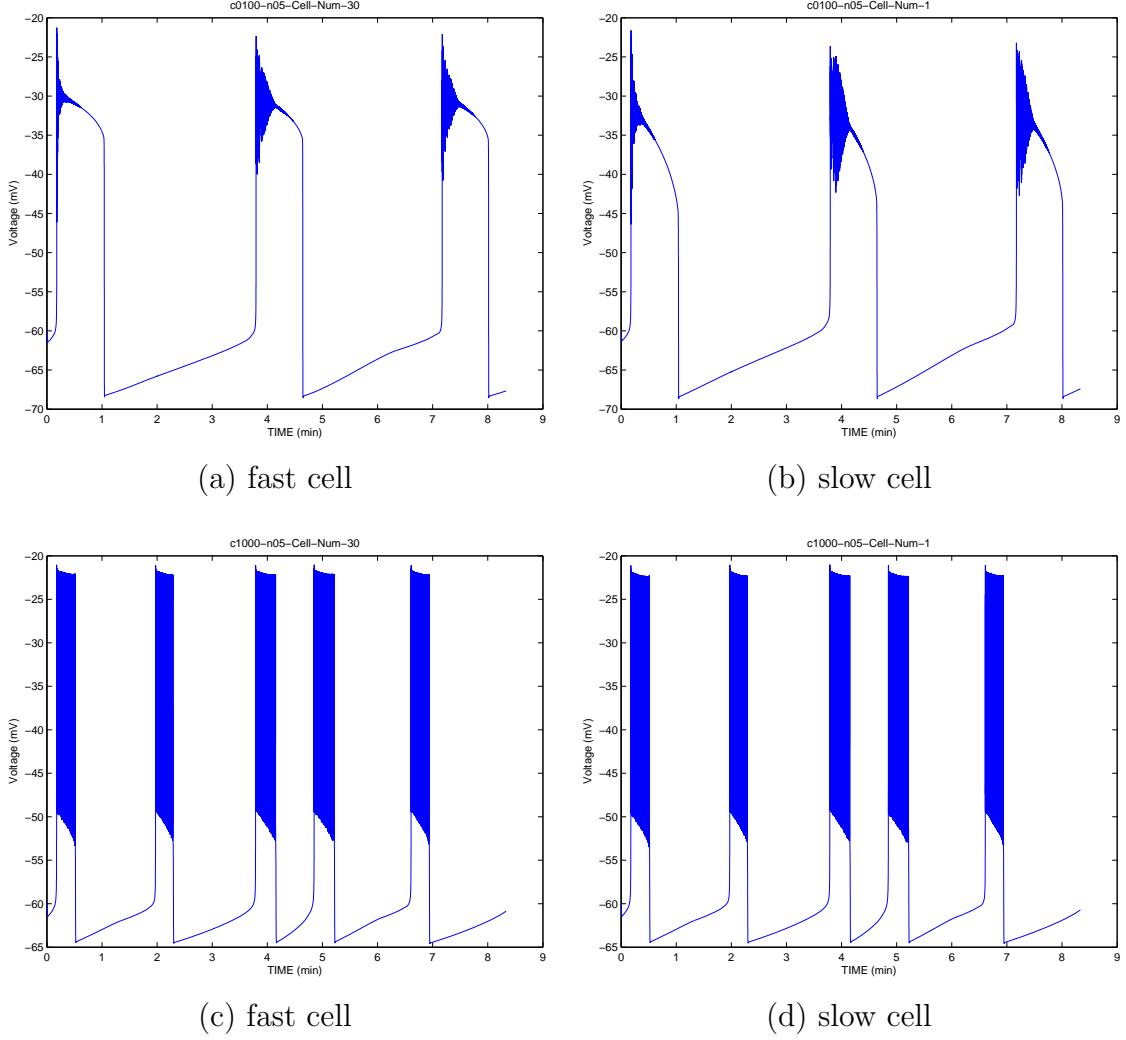 c0100-n05-Cell-Num-30
−20
−25
−30
−35
−40
−45
−50
−55
−60
−65
−70
Voltage (mV)
0 1 2 3 4 5 6 7 8 9
TIME (min)
(a) fast cell
c0100-n05-Cell-Num-1
−20
−25
−30
−35
−40
−45
−50
−55
−60
−65
−70
Voltage (mV)
0 1 2 3 4 5 6 7 8 9
TIME (min)
(b) slow cell
c1000-n05-Cell-Num-30
−20
−25
−30
−35
−40
−45
−50
−55
−60
−65
Voltage (mV)
0 1 2 3 4 5 6 7 8 9
TIME (min)
(c) fast cell
c1000-n05-Cell-Num-1
−20
−25
−30
−35
−40
−45
−50
−55
−60
−65
Voltage (mV)
0 1 2 3 4 5 6 7 8 9
TIME (min)
(d) slow cell